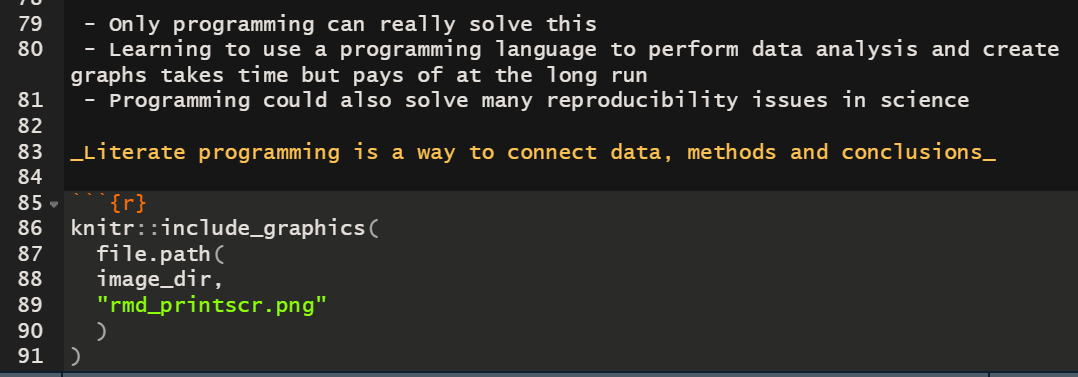 79 - Only programming can really solve this
80 - Learning to use a programming language to perform data analysis and create
graphs takes time but pays of at the long run
81 - Programming could also solve many reproducibility issues in science
82
83 _Literate programming is a way to connect data, methods and conclusions_
84
85 ```{r}
86 knitr::include_graphics(
87   file.path(
88   image_dir,
89   "rmd_printscr.png"
90   )
91 )